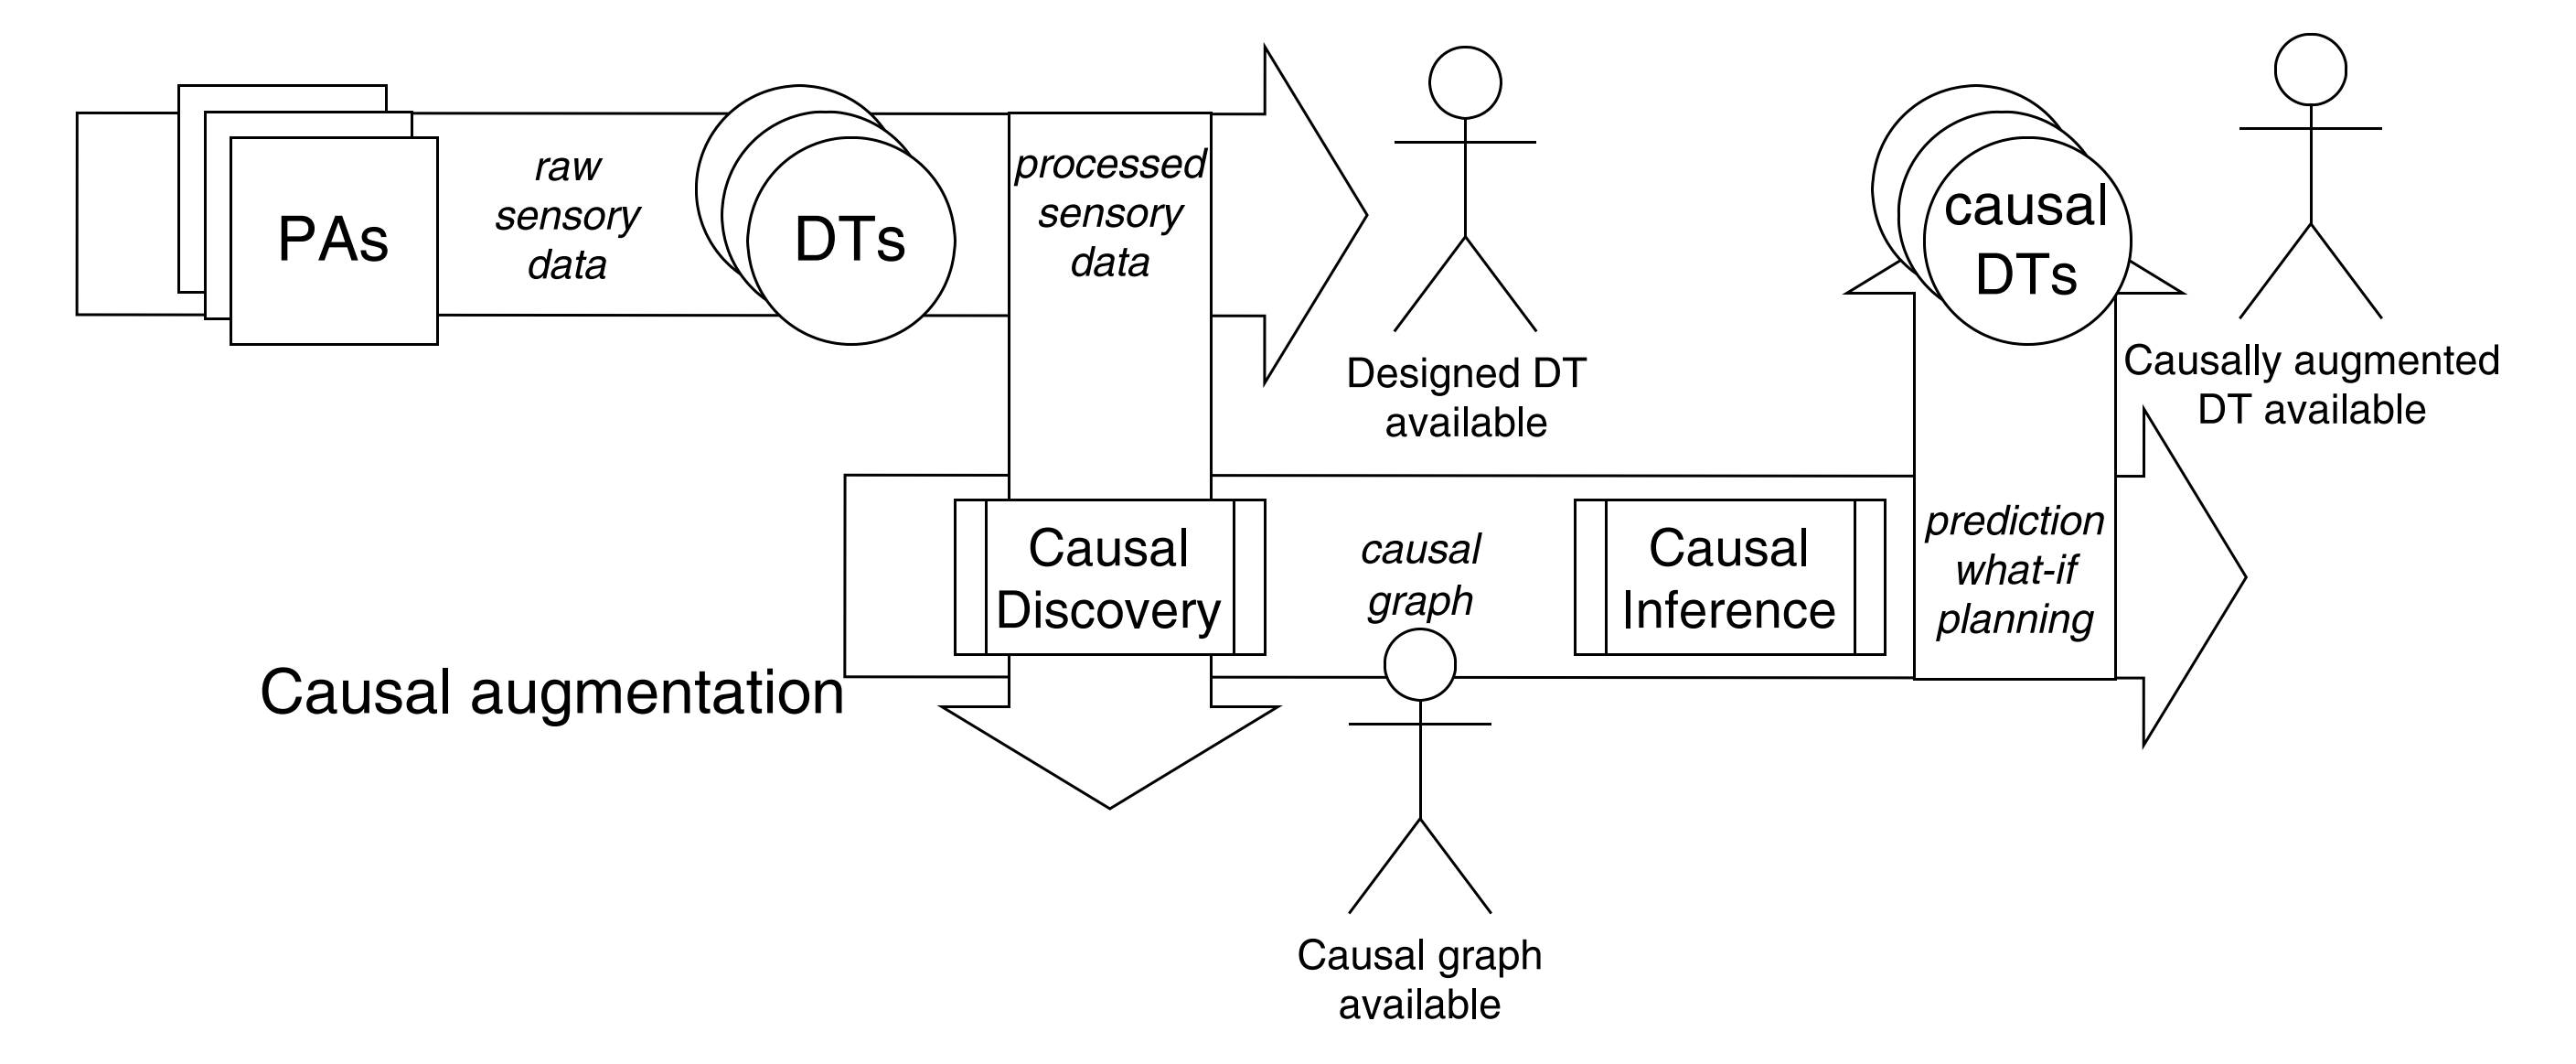 PAs
raw
sensory
data
DTs
processed
sensory
data
Designed DT
available
causal
DTs
Causally augmented
DT available
Causal augmentation
Causal
Discovery
causal
graph
Causal
Inference
prediction
what-if
planning
Causal graph
available